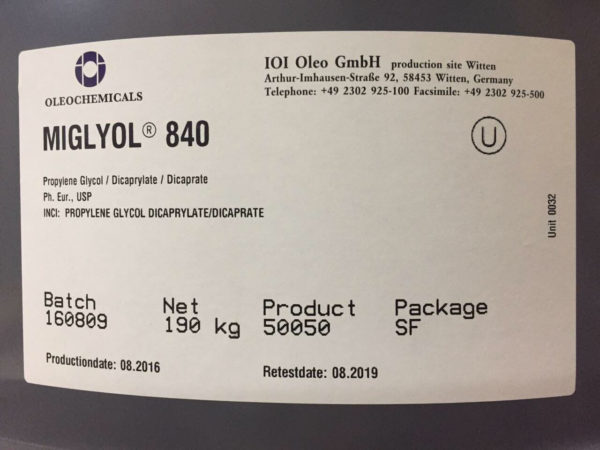 OLEOCHEMICALS
IOI Oleo GmbH production site Witten
Arthur-Imhausen-Straße 92, 58453 Witten, Germany
Telephone: +49 2302 925-100 Facsimile: +49 2302 925-500
MIGLYOL® 840
U
Propylene Glycol / Dicaprylate / Dicaprate
Ph. Eur., USP
INCI: PROPYLENE GLYCOL DICAPRYLATE/DICAPRATE
Unit 0032
Batch Net Product Package
160809 190 kg 50050 SF
Productiondate: 08.2016
Retestdate: 08.2019